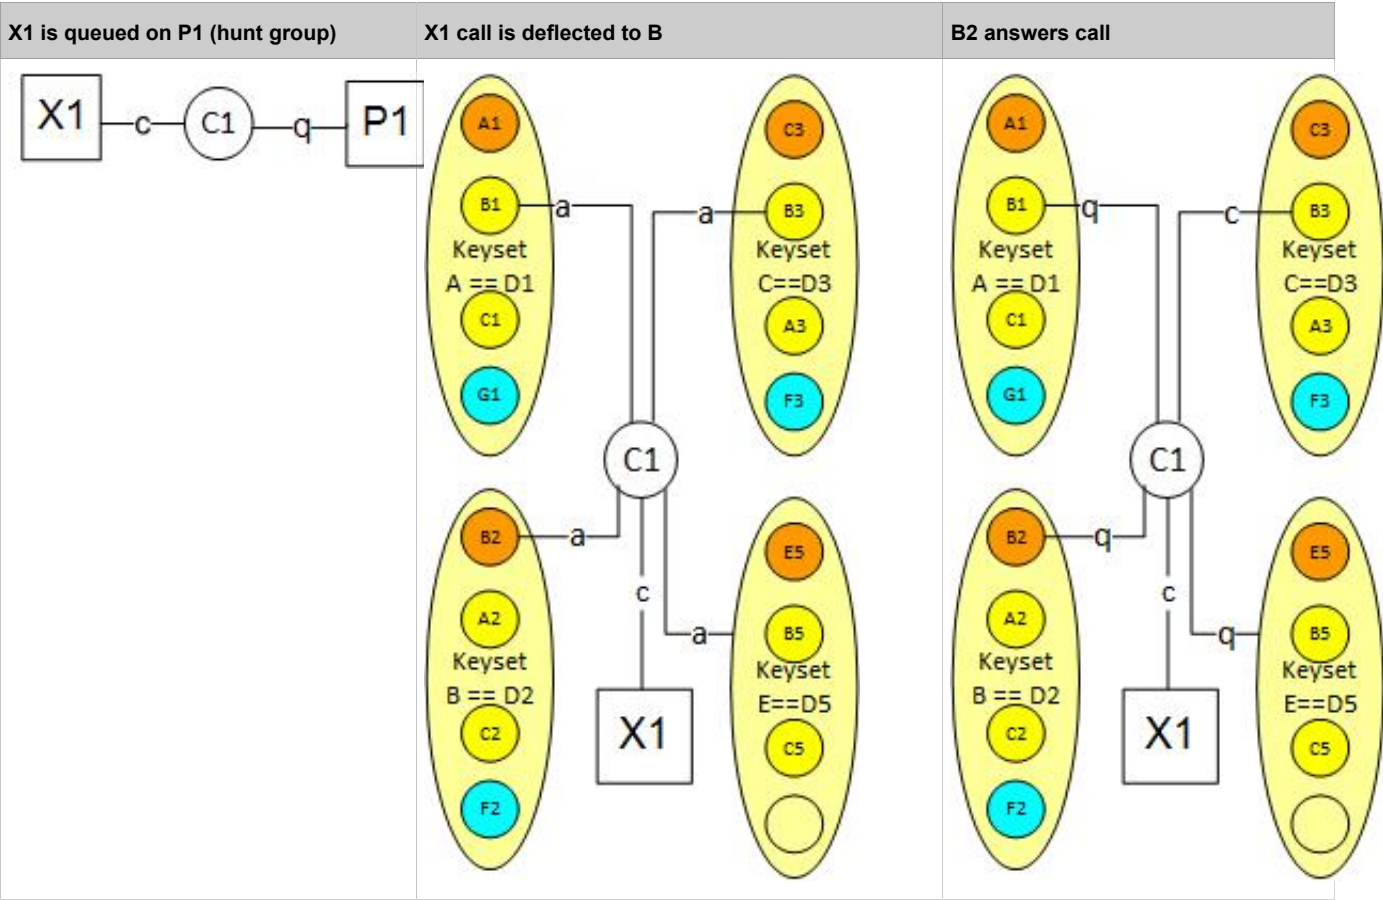 X1 is queued on P1 (hunt group)
X1 call is deflected to B
B2 answers call
X1
c
C1
q
P1
A1
B1
a
Keyset
A == D1
C1
G1
C3
a
B3
Keyset
C==D3
A3
F3
C1
B2
a
A2
Keyset
B == D2
C2
F2
c
X1
E5
a
B5
Keyset
E==D5
C5
A1
B1
q
Keyset
A == D1
C1
G1
C3
c
B3
Keyset
C==D3
A3
F3
C1
B2
q
A2
Keyset
B == D2
C2
F2
c
X1
E5
q
B5
Keyset
E==D5
C5